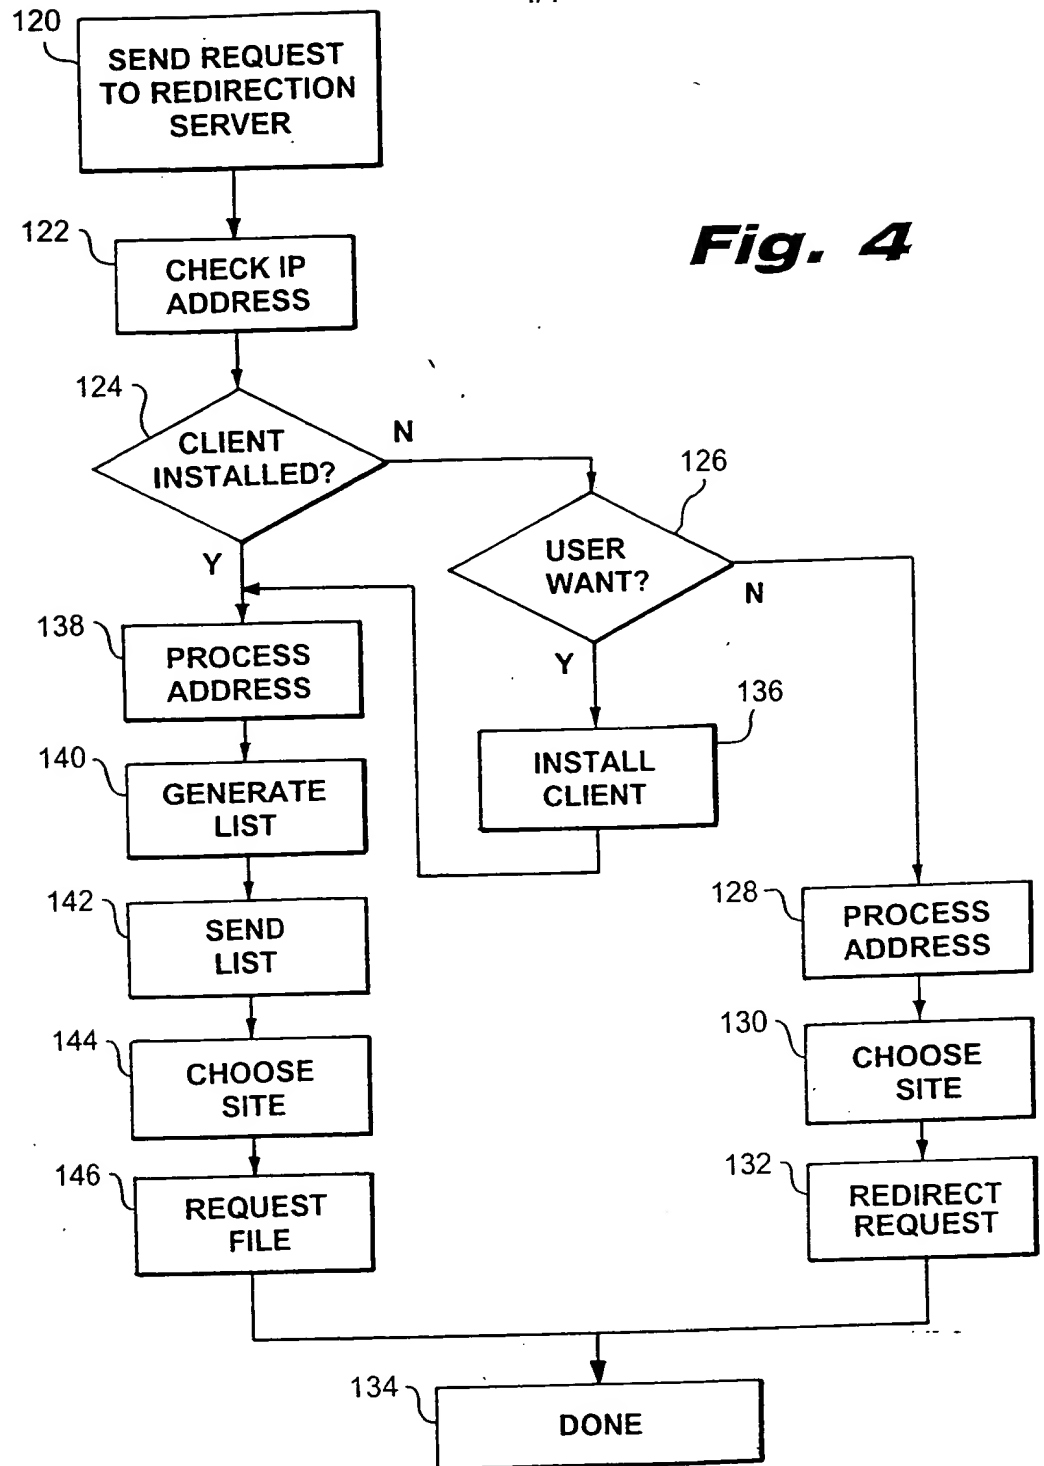 120
SEND REQUEST
TO REDIRECTION
SERVER
122
CHECK IP
ADDRESS
Fig. 4
124
CLIENT
INSTALLED?
N
Y
126
USER
WANT?
N
Y
138
PROCESS
ADDRESS
136
INSTALL
CLIENT
140
GENERATE
LIST
142
SEND
LIST
128
PROCESS
ADDRESS
144
CHOOSE
SITE
130
CHOOSE
SITE
146
REQUEST
FILE
132
REDIRECT
REQUEST
134
DONE